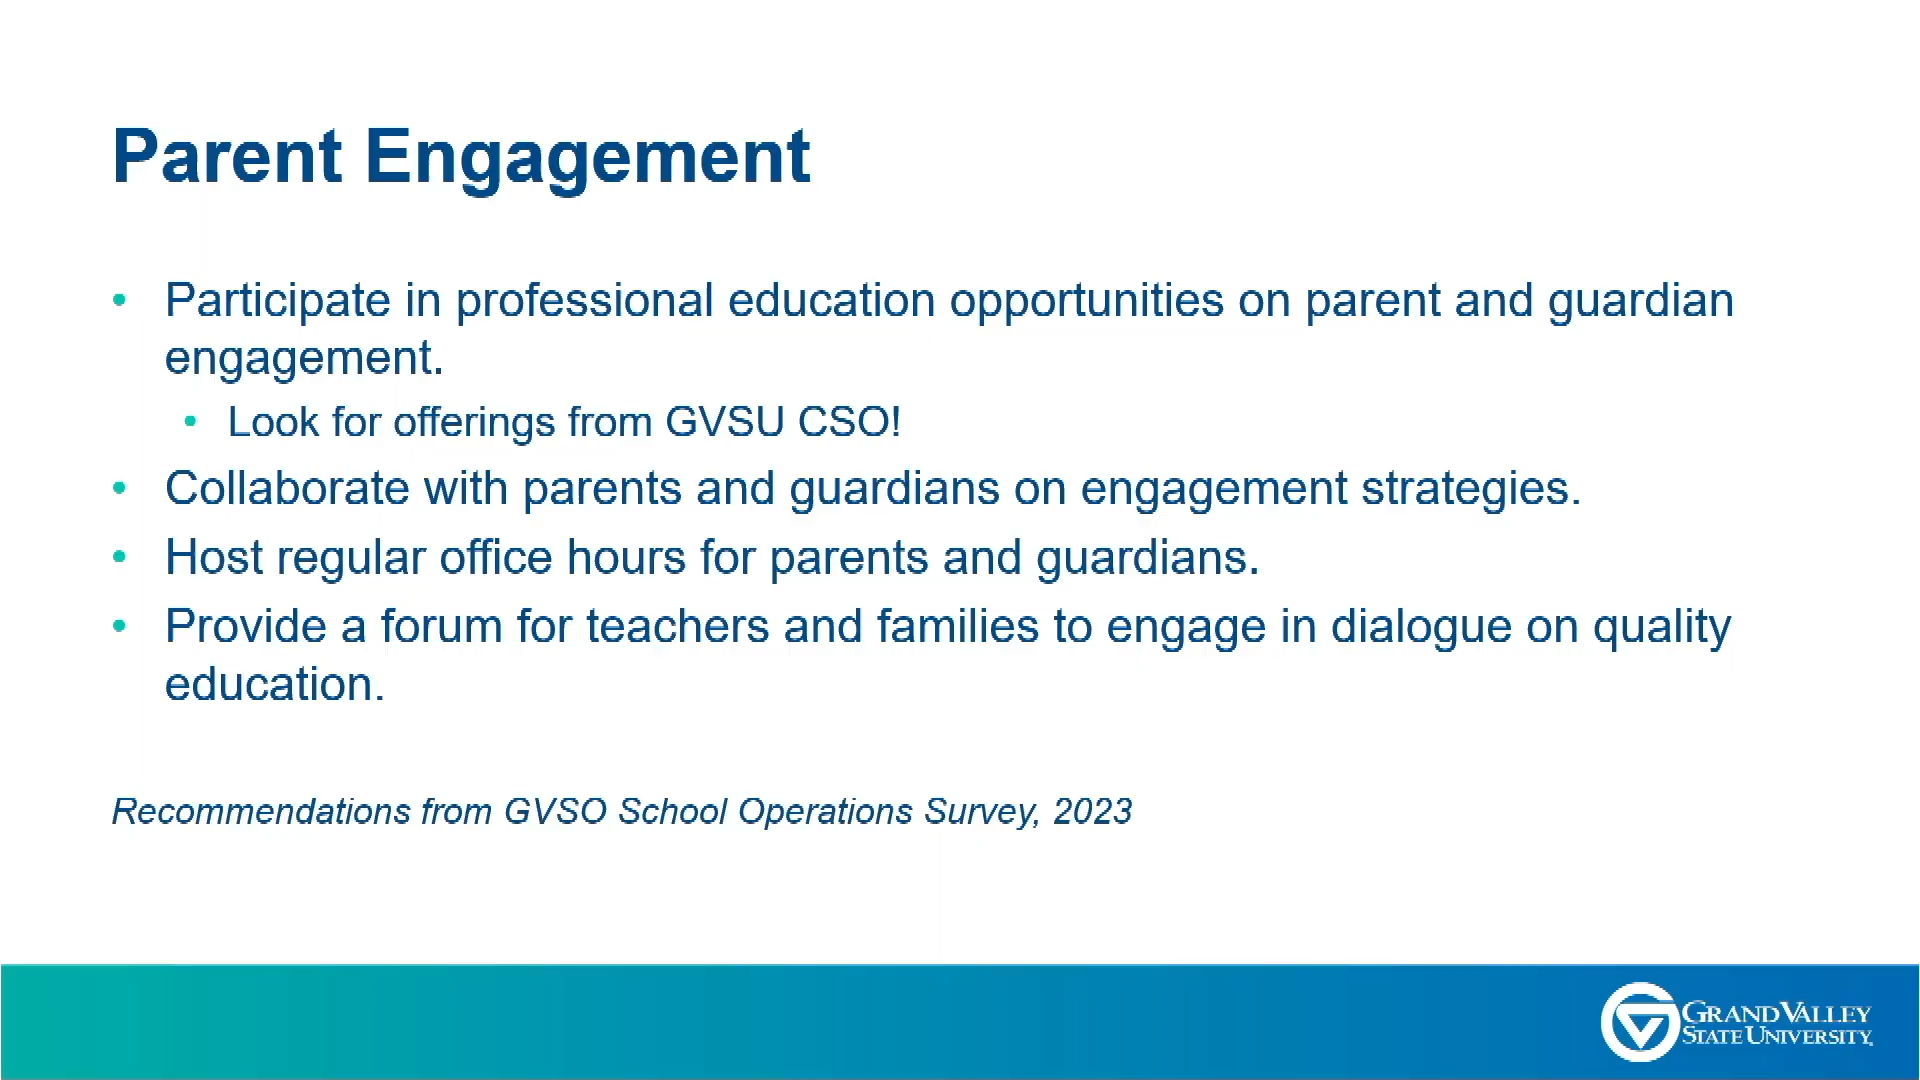 Parent Engagement
• Participate in professional education opportunities on parent and guardian
engagement.
• Look for offerings from GVSU CSO!
• Collaborate with parents and guardians on engagement strategies.
• Host regular office hours for parents and guardians.
• Provide a forum for teachers and families to engage in dialogue on quality
education.
Recommendations from GVSO School Operations Survey, 2023
GRAND VALLEY
STATE UNIVERSITY